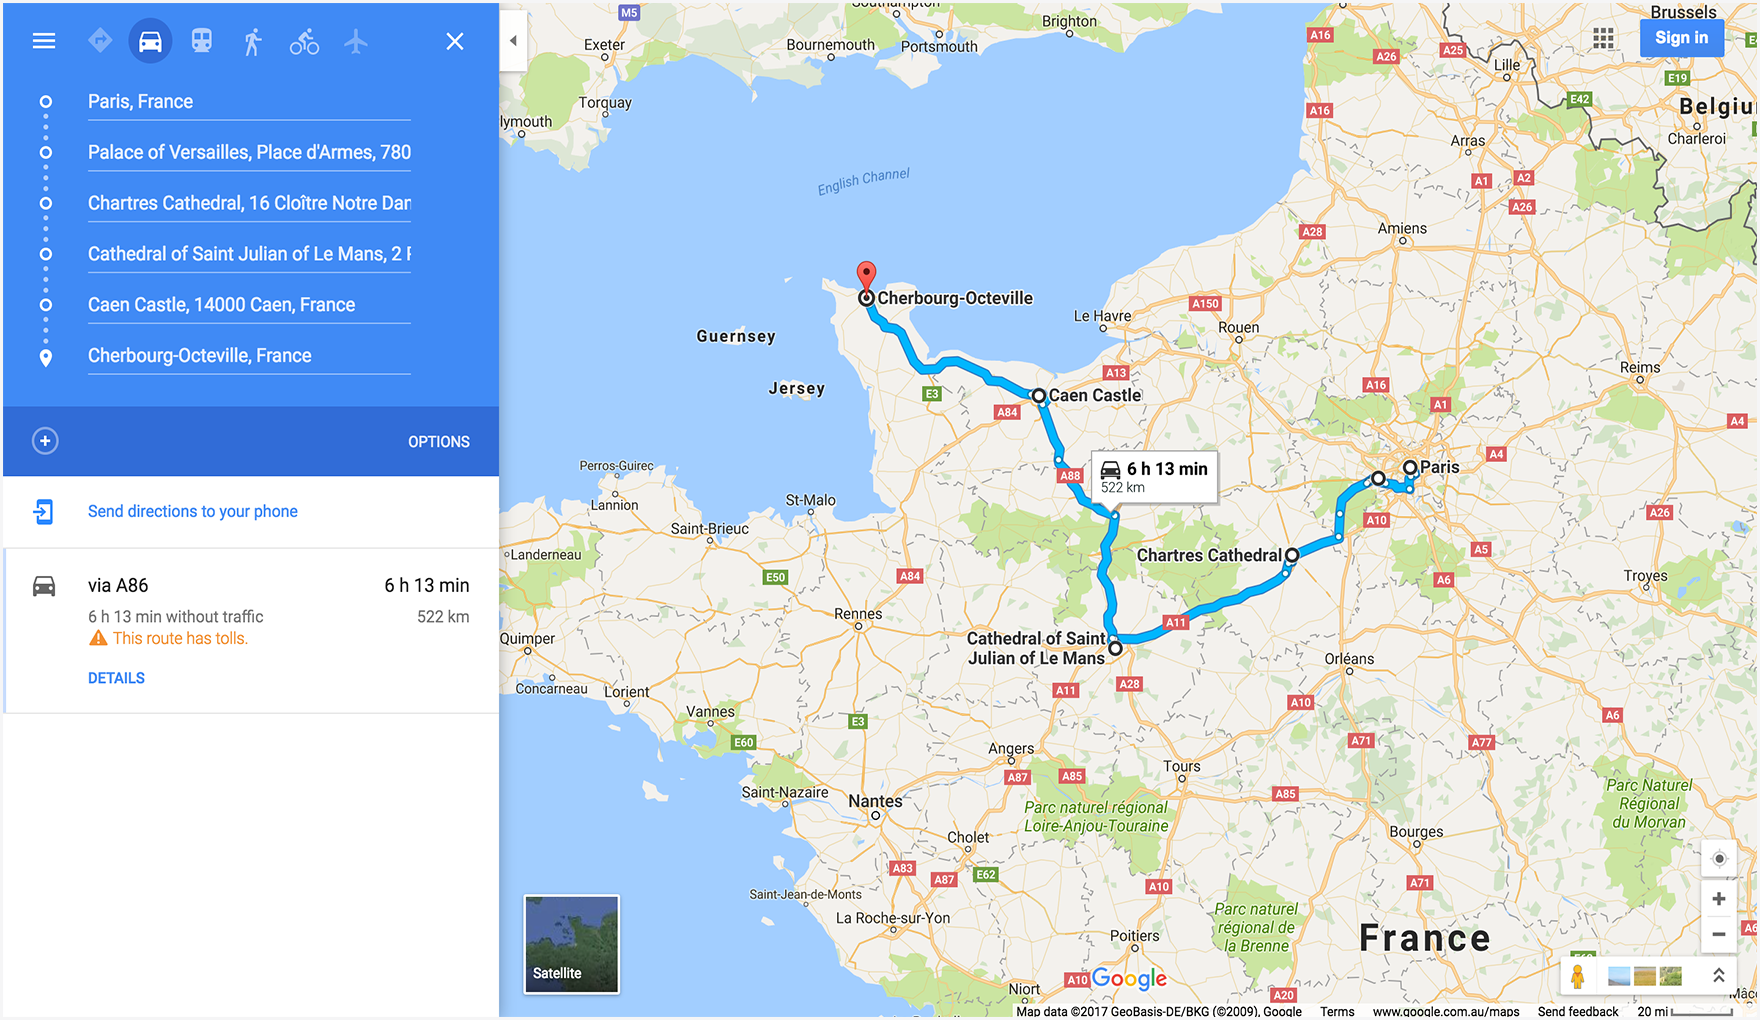 Paris, France
Palace of Versailles, Place d'Armes, 780
Chartres Cathedral, 16 Cloître Notre Dan
Cathedral of Saint Julian of Le Mans, 2 F
Caen Castle, 14000 Caen, France
Cherbourg-Octeville, France
OPTIONS
Send directions to your phone
via A86
6 h 13 min
6 h 13 min without traffic
522 km
This route has tolls.
DETAILS
Satellite
M5
Southampton
Brighton
Brussels
Sign in
Exeter
Bournemouth
Portsmouth
A16
A26
A25
Lille
E19
E42
Torquay
A16
Belgiu
lymouth
Arras
Charleroi
English Channel
A1
A2
A26
A28
Amiens
Cherbourg-Octeville
A150
Le Havre
Rouen
Guernsey
Reims
A13
A16
Jersey
E3
Caen Castle
A84
A1
A4
Perros-Guirec
A88
6 h 13 min
522 km
Paris
A4
Lannion
St-Malo
Saint-Brieuc
A10
A26
Landerneau
Chartres Cathedral
A5
E50
A84
A6
Troyes
Rennes
A11
Quimper
Cathedral of Saint
Julian of Le Mans
Orléans
Concarneau
Lorient
A11
A28
Vannes
E3
A10
A6
E60
A71
A77
Angers
Tours
A87
A85
Saint-Nazaire
Nantes
A85
Parc naturel régional
Loire-Anjou-Touraine
Parc Naturel
Régional
du Morvan
Cholet
Bourges
A83
A87
E62
A10
A71
Saint-Jean-de-Monts
La Roche-sur-Yon
Parc naturel
régional de
la Brenne
Poitiers
France
A10
Google
Niort
A20
Mâco
Map data ©2017 GeoBasis-DE/BKG (©2009), Google
Terms
www.google.com.au/maps
Send feedback
20 mi